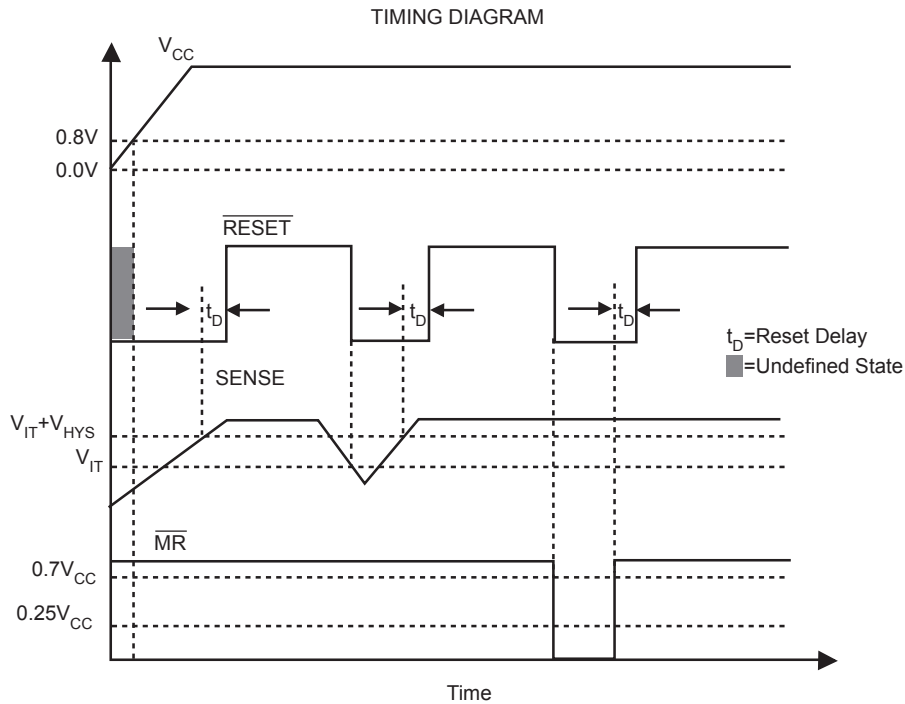 TIMING DIAGRAM
VCC
0.8V
0.0V
RESET
tD
tD
tD
tD=Reset Delay
=Undefined State
SENSE
VIT+VHYS
VIT
MR
0.7VCC
0.25VCC
Time